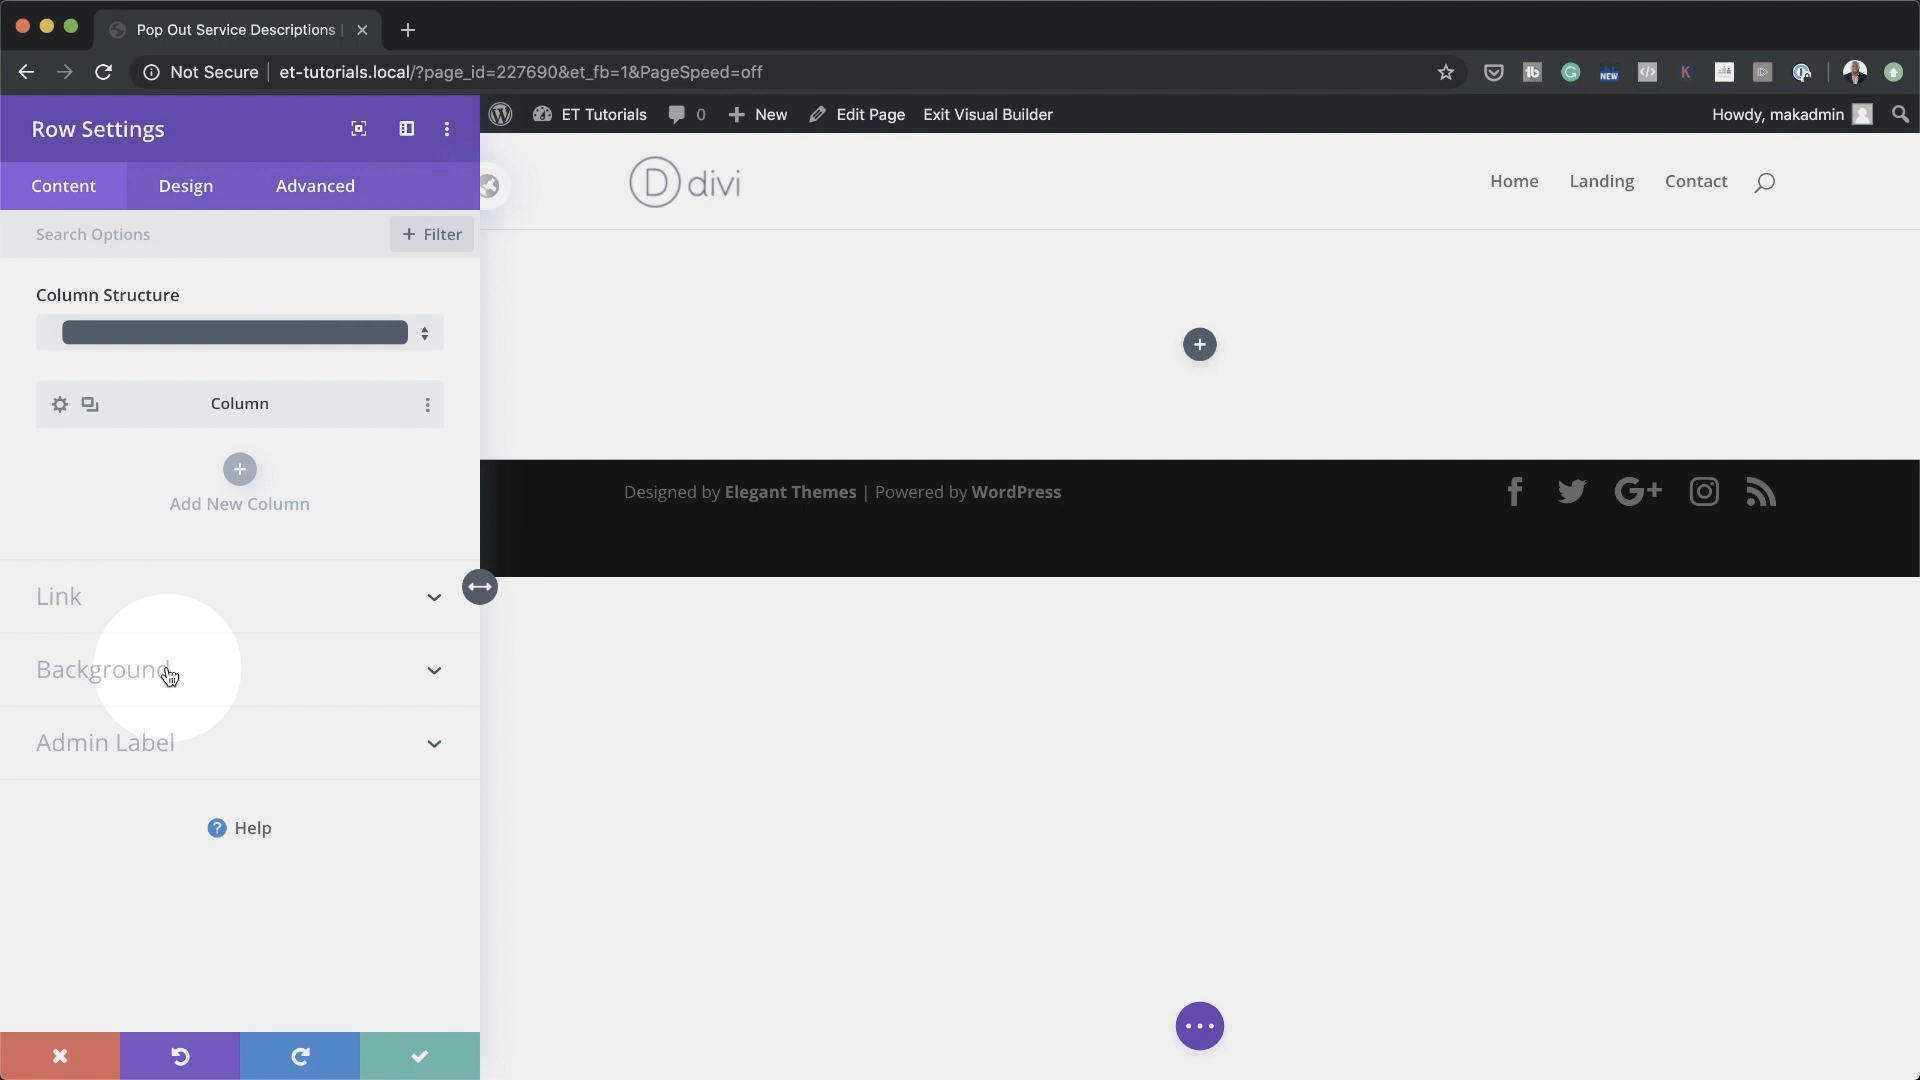 Pop Out Service Descriptions |
Not Secure | et-tutorials.local/?page_id=227690&et_fb=1&PageSpeed=off
Row Settings
ET Tutorials 0 New Edit Page Exit Visual Builder Howdy, makadmin
Content Design Advanced
D divi
Home Landing Contact
Search Options + Filter
Column Structure
Column
Add New Column
Designed by Elegant Themes | Powered by WordPress
Link
Background
Admin Label
? Help